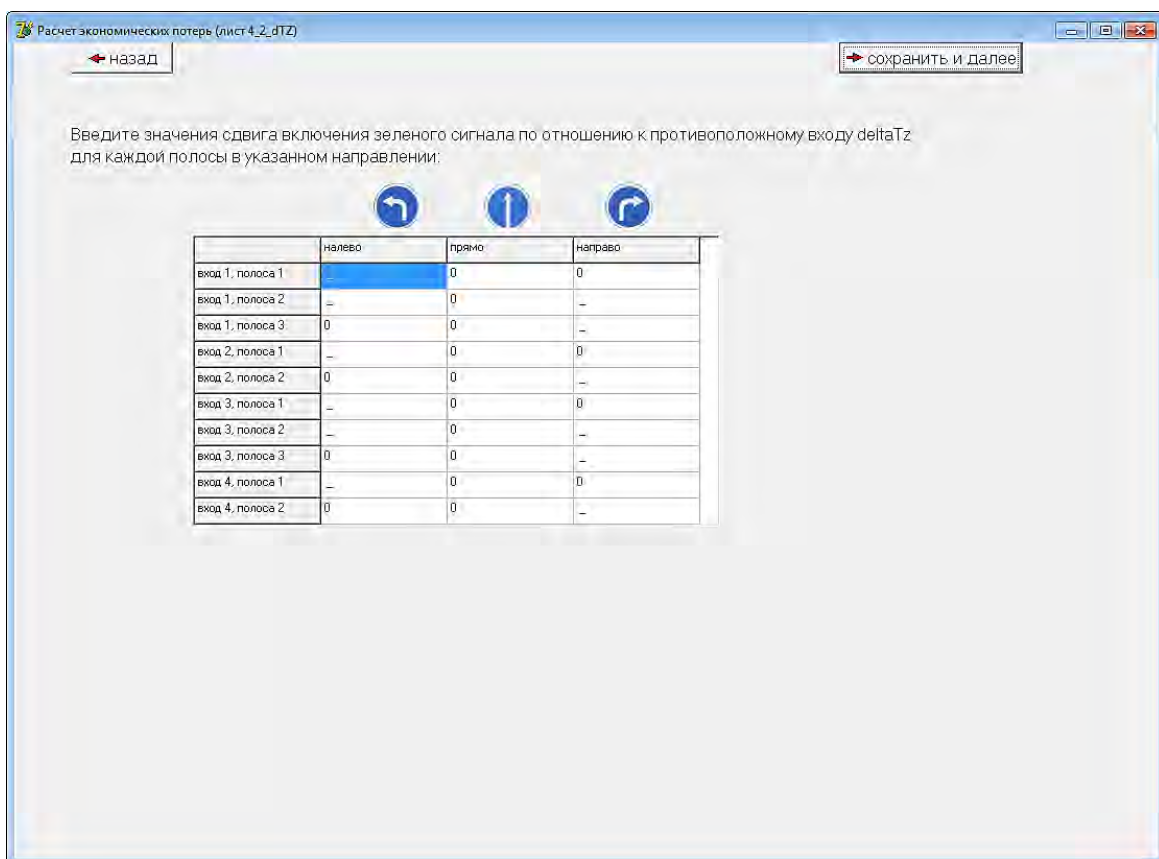 Расчет экономических потерь (лист4_2_dTZ)
назад
сохранить и далее
Введите значения сдвига включения зеленого сигнала по отношению к противоположному входу deltaTz
для каждой полосы в указанном направлении:
налево прямо направо
вход 1, полоса 1 _ 0 0
вход 1, полоса 2 _ 0 _
вход 1, полоса 3 0 0 _
вход 2, полоса 1 _ 0 0
вход 2, полоса 2 0 0 _
вход 3, полоса 1 _ 0 0
вход 3, полоса 2 _ 0 _
вход 3, полоса 3 0 0 _
вход 4, полоса 1 _ 0 0
вход 4, полоса 2 0 0 _